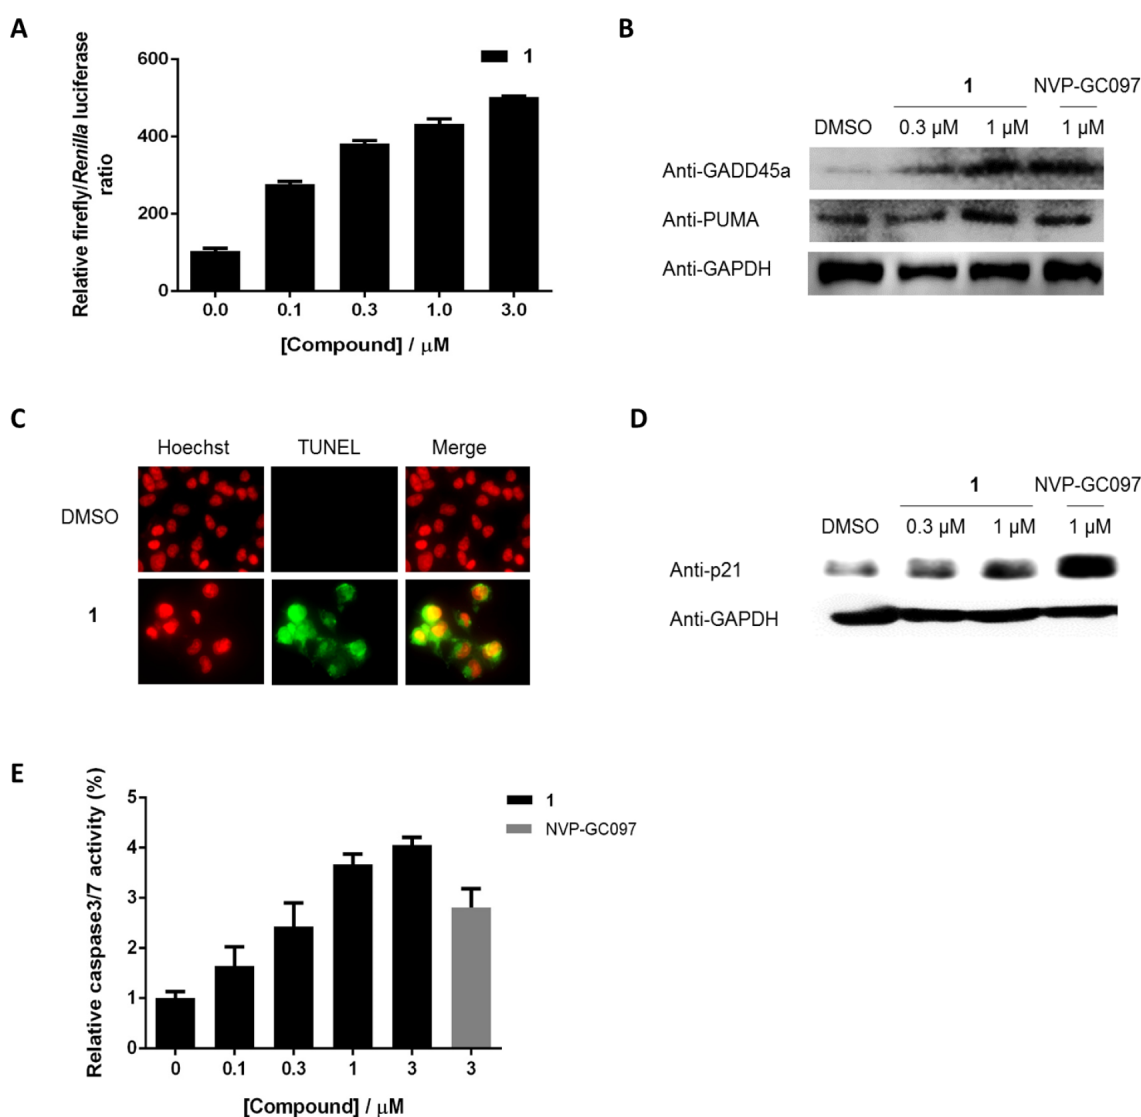 A
Relative firefly/Renilla luciferase
ratio
600
400
200
0
1
0.0 0.1 0.3 1.0 3.0
[Compound] / μM
B
1 NVP-GC097
DMSO 0.3 μM 1 μM 1 μM
Anti-GADD45a
Anti-PUMA
Anti-GAPDH
C
Hoechst TUNEL Merge
DMSO
1
D
1 NVP-GC097
DMSO 0.3 μM 1 μM 1 μM
Anti-p21
Anti-GAPDH
E
Relative caspase3/7 activity (%)
5
4
3
2
1
0
1
NVP-GC097
0 0.1 0.3 1 3 3
[Compound] / μM